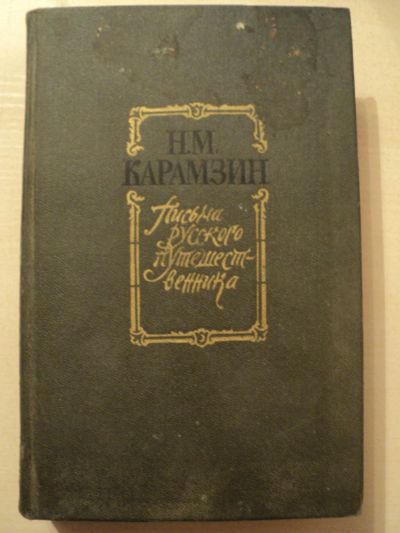 Н.М.
КАРАМЗИН
Письма
русского
путешест-
венника